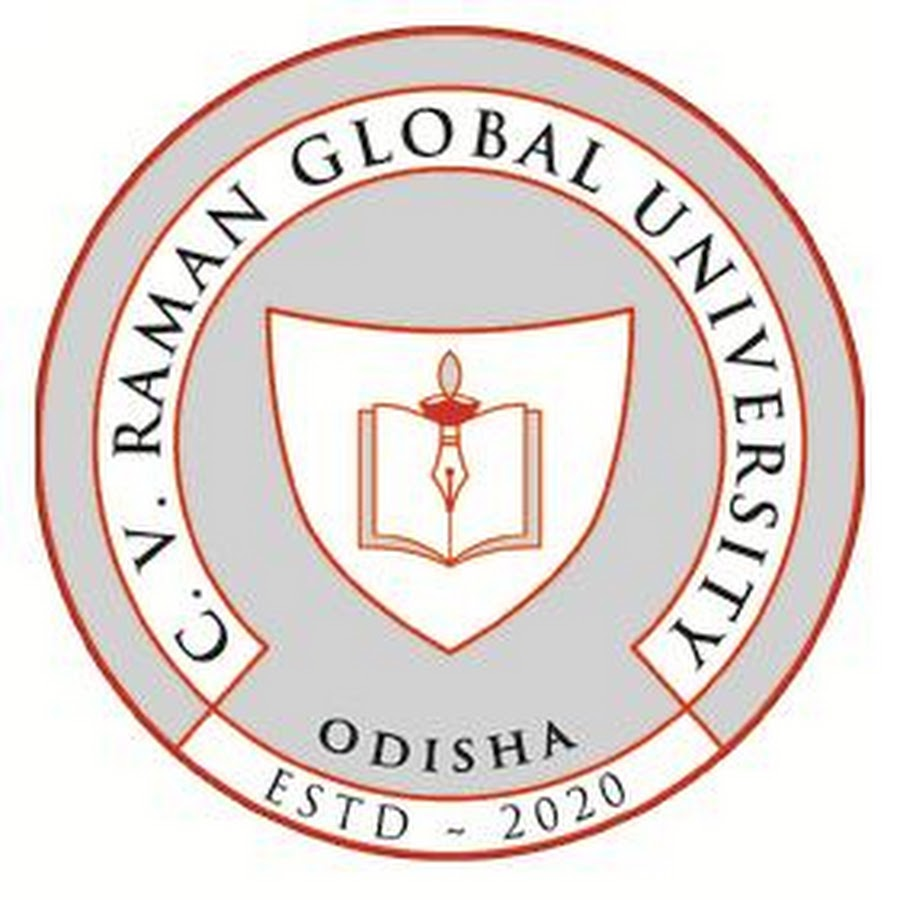 C. V. RAMAN GLOBAL UNIVERSITY
ODISHA
ESTD ~ 2020